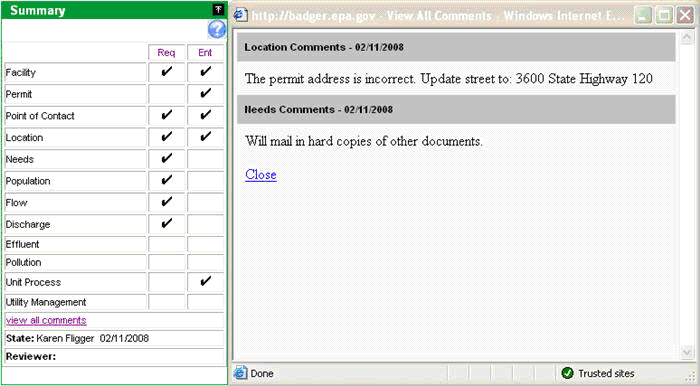 Summary
?
Req Ent
Facility ✔ ✔
Permit ✔
Point of Contact ✔ ✔
Location ✔ ✔
Needs ✔
Population ✔
Flow ✔
Discharge ✔
Effluent
Pollution
Unit Process ✔
Utility Management
view all comments
State: Karen Fligger 02/11/2008
Reviewer:
http://badger.epa.gov - View All Comments - Windows Internet E...
Location Comments - 02/11/2008
The permit address is incorrect. Update street to: 3600 State Highway 120
Needs Comments - 02/11/2008
Will mail in hard copies of other documents.
Close
Done Trusted sites